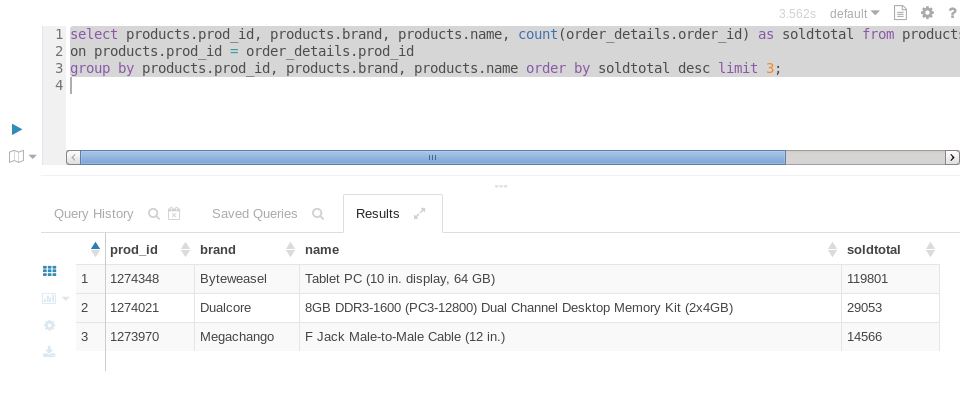 3.562s default ?
1 select products.prod_id, products.brand, products.name, count(order_details.order_id) as soldtotal from products
2 on products.prod_id = order_details.prod_id
3 group by products.prod_id, products.brand, products.name order by soldtotal desc limit 3;
4
Query History Saved Queries Results
prod_id brand name soldtotal
1 1274348 Byteweasel Tablet PC (10 in. display, 64 GB) 119801
2 1274021 Dualcore 8GB DDR3-1600 (PC3-12800) Dual Channel Desktop Memory Kit (2x4GB) 29053
3 1273970 Megachango F Jack Male-to-Male Cable (12 in.) 14566